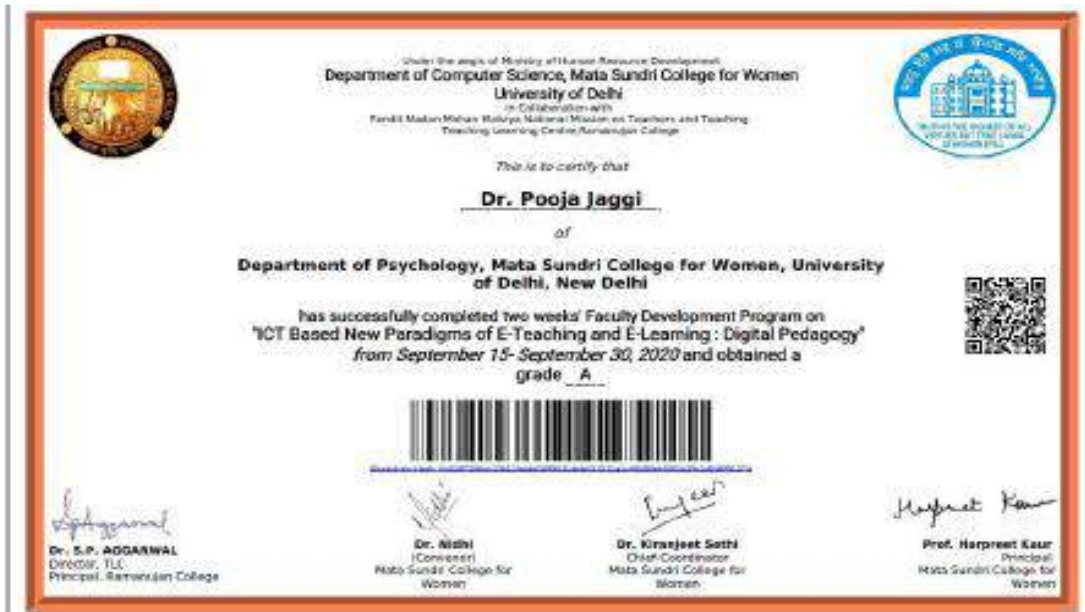 Under the aegis of Ministry of Human Resource Development
Department of Computer Science, Mata Sundri College for Women
University of Delhi
in Collaboration with
Pandit Madan Mohan Malviya National Mission on Teachers and Teaching
Teaching Learning Centre, Ramanujan College
This is to certify that
Dr. Pooja Jaggi
of
Department of Psychology, Mata Sundri College for Women, University
of Delhi, New Delhi
has successfully completed two weeks' Faculty Development Program on
"ICT Based New Paradigms of E-Teaching and E-Learning : Digital Pedagogy"
from September 15- September 30, 2020 and obtained a
grade A
SpAggarwal
Dr. S.P. AGGARWAL
Director, TLC
Principal, Ramanujan College
Nidhi
Dr. Nidhi
(Convenor)
Mata Sundri College for
Women
Dr. Kiranjeet Sethi
Chief Coordinator
Mata Sundri College for
Women
Harpreet Kaur
Prof. Harpreet Kaur
Principal
Mata Sundri College for
Women